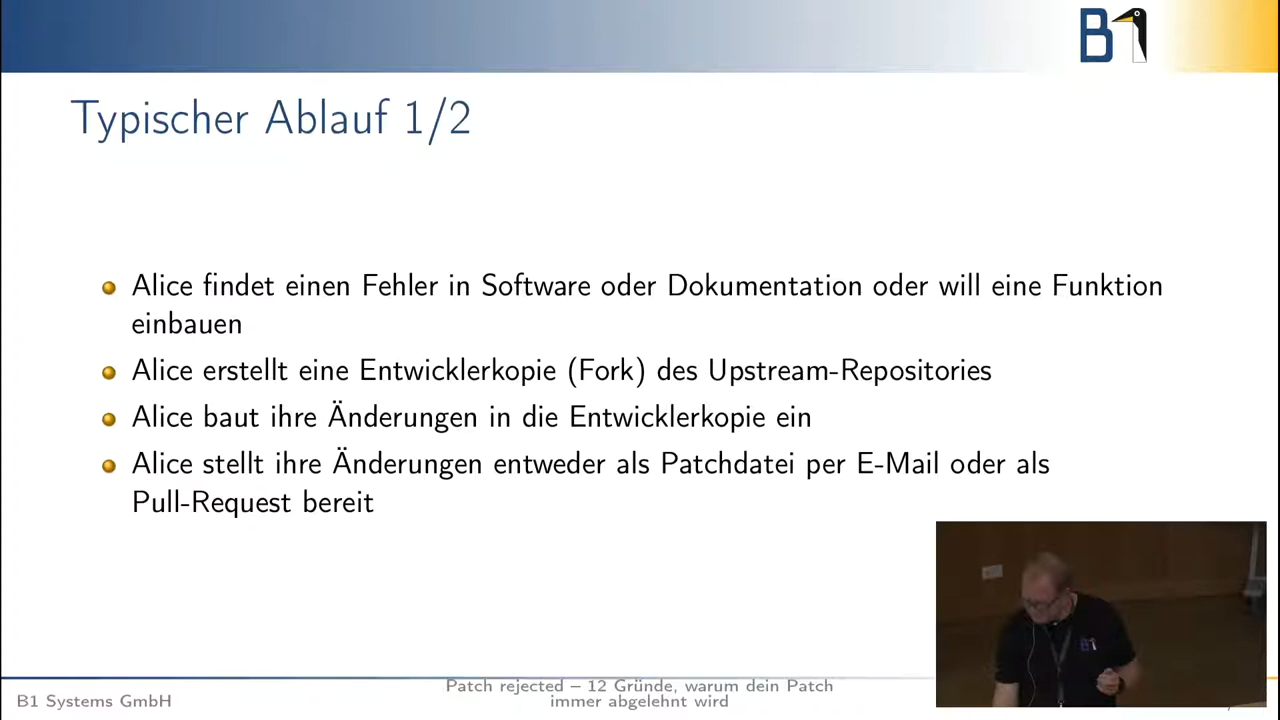 B1
Typischer Ablauf 1/2
Alice findet einen Fehler in Software oder Dokumentation oder will eine Funktion
einbauen
Alice erstellt eine Entwicklerkopie (Fork) des Upstream-Repositories
Alice baut ihre Änderungen in die Entwicklerkopie ein
Alice stellt ihre Änderungen entweder als Patchdatei per E-Mail oder als
Pull-Request bereit
B1
B1 Systems GmbH
Patch rejected – 12 Gründe, warum dein Patch
immer abgelehnt wird